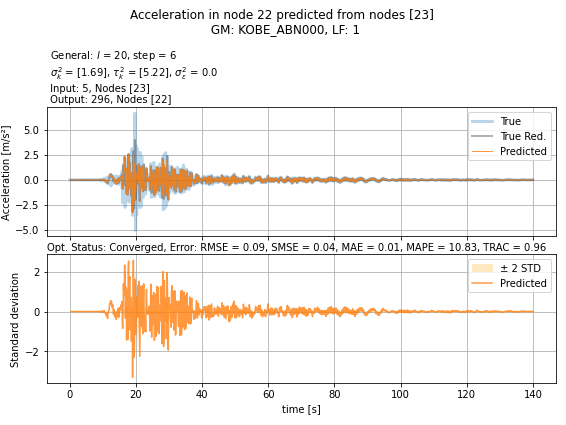 Acceleration in node 22 predicted from nodes [23]
GM: KOBE_ABN000, LF: 1
General: l = 20, step = 6
σ²ₖ = [1.69], τ²ₖ = [5.22], σ²ε = 0.0
Input: 5, Nodes [23]
Output: 296, Nodes [22]
Acceleration [m/s²]
5.0
2.5
0.0
−2.5
−5.0
True
True Red.
Predicted
Opt. Status: Converged, Error: RMSE = 0.09, SMSE = 0.04, MAE = 0.01, MAPE = 10.83, TRAC = 0.96
Standard deviation
2
0
−2
± 2 STD
Predicted
0 20 40 60 80 100 120 140
time [s]